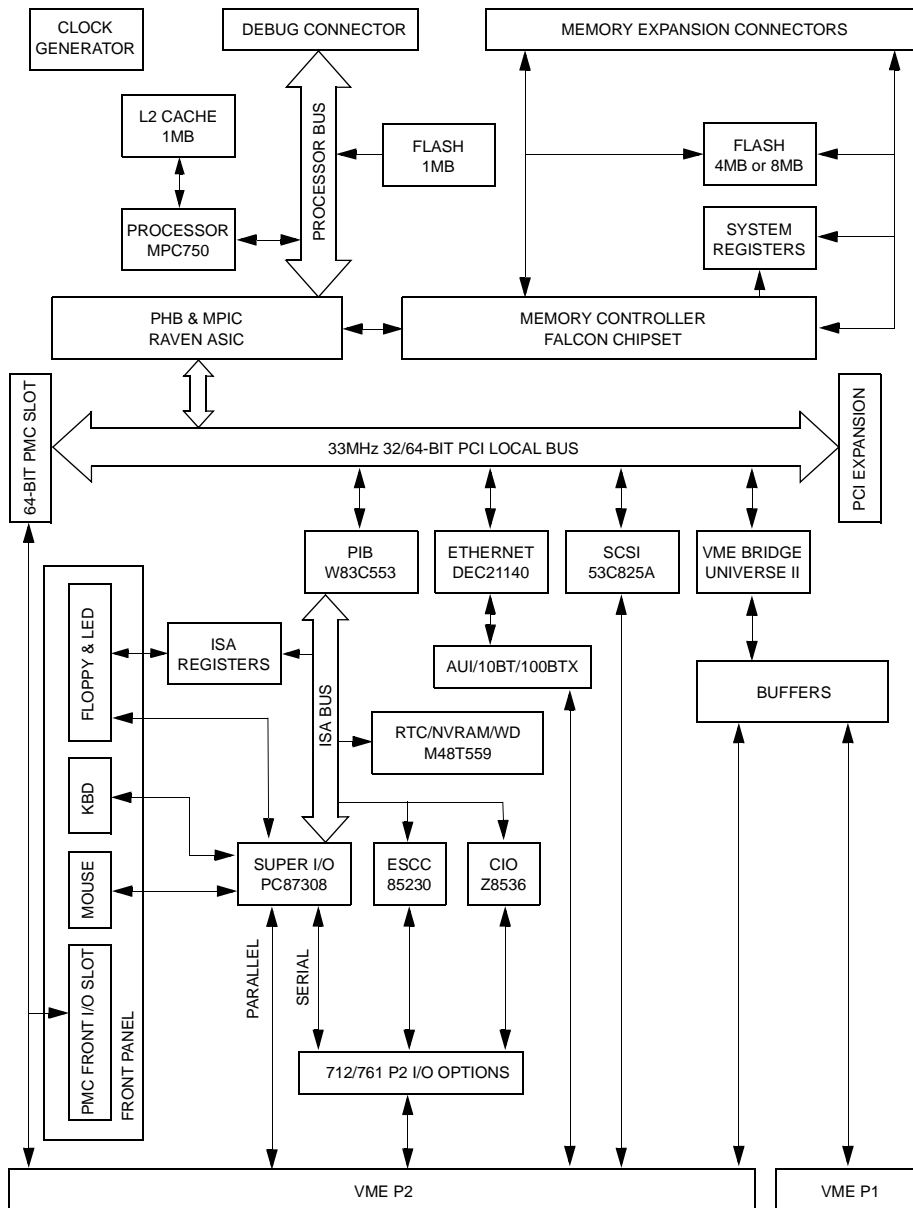 CLOCK
GENERATOR
DEBUG CONNECTOR
MEMORY EXPANSION CONNECTORS
L2 CACHE
1MB
PROCESSOR BUS
FLASH
1MB
FLASH
4MB or 8MB
PROCESSOR
MPC750
SYSTEM
REGISTERS
PHB & MPIC
RAVEN ASIC
MEMORY CONTROLLER
FALCON CHIPSET
64-BIT PMC SLOT
33MHz 32/64-BIT PCI LOCAL BUS
PCI EXPANSION
PIB
W83C553
ETHERNET
DEC21140
SCSI
53C825A
VME BRIDGE
UNIVERSE II
FLOPPY & LED
ISA
REGISTERS
ISA BUS
AUI/10BT/100BTX
BUFFERS
RTC/NVRAM/WD
M48T559
KBD
MOUSE
SUPER I/O
PC87308
ESCC
85230
CIO
Z8536
PARALLEL
SERIAL
PMC FRONT I/O SLOT
FRONT PANEL
712/761 P2 I/O OPTIONS
VME P2
VME P1